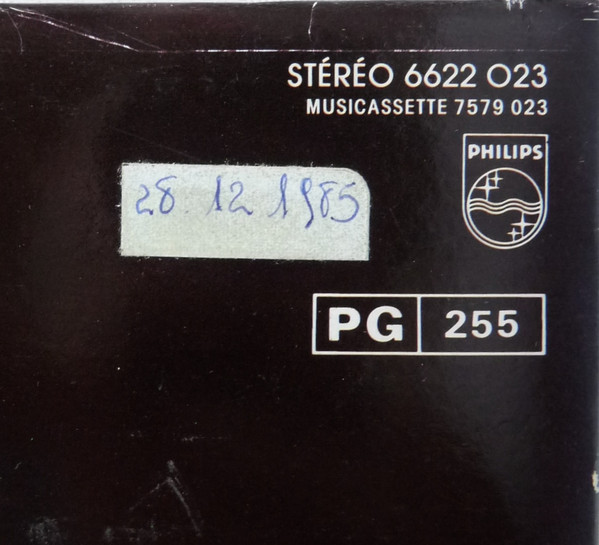 STÉRÉO 6622 023
MUSICASSETTE 7579 023
PHILIPS
28 12 1985
PG 255